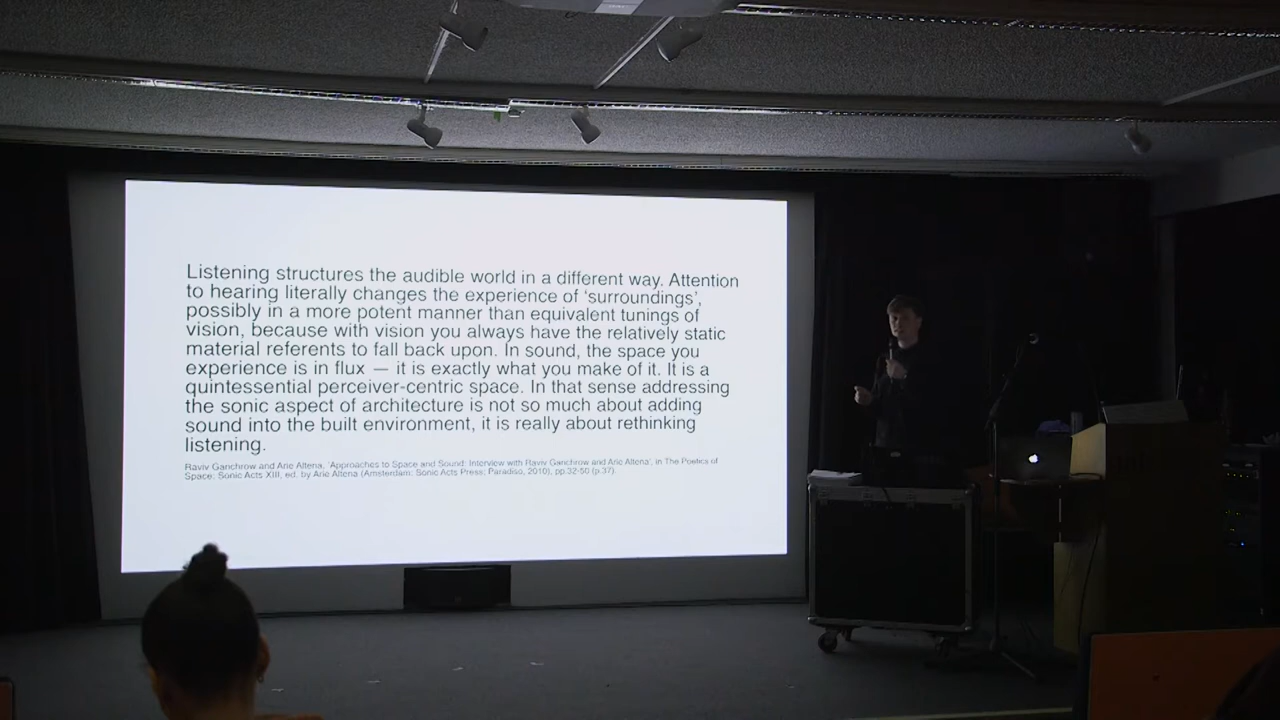 Listening structures the audible world in a different way. Attention
to hearing literally changes the experience of ‘surroundings’,
possibly in a more potent manner than equivalent tunings of
vision, because with vision you always have the relatively static
material referents to fall back upon. In sound, the space you
experience is in flux — it is exactly what you make of it. It is a
quintessential perceiver-centric space. In that sense addressing
the sonic aspect of architecture is not so much about adding
sound into the built environment, it is really about rethinking
listening.
Raviv Ganchrow and Arie Altena, ‘Approaches to Space and Sound: Interview with Raviv Ganchrow and Arie Altena’, in The Poetics of
Space: Sonic Acts XIII, ed. by Arie Altena (Amsterdam: Sonic Acts Press; Paradiso, 2010), pp.32-50 (p.37).